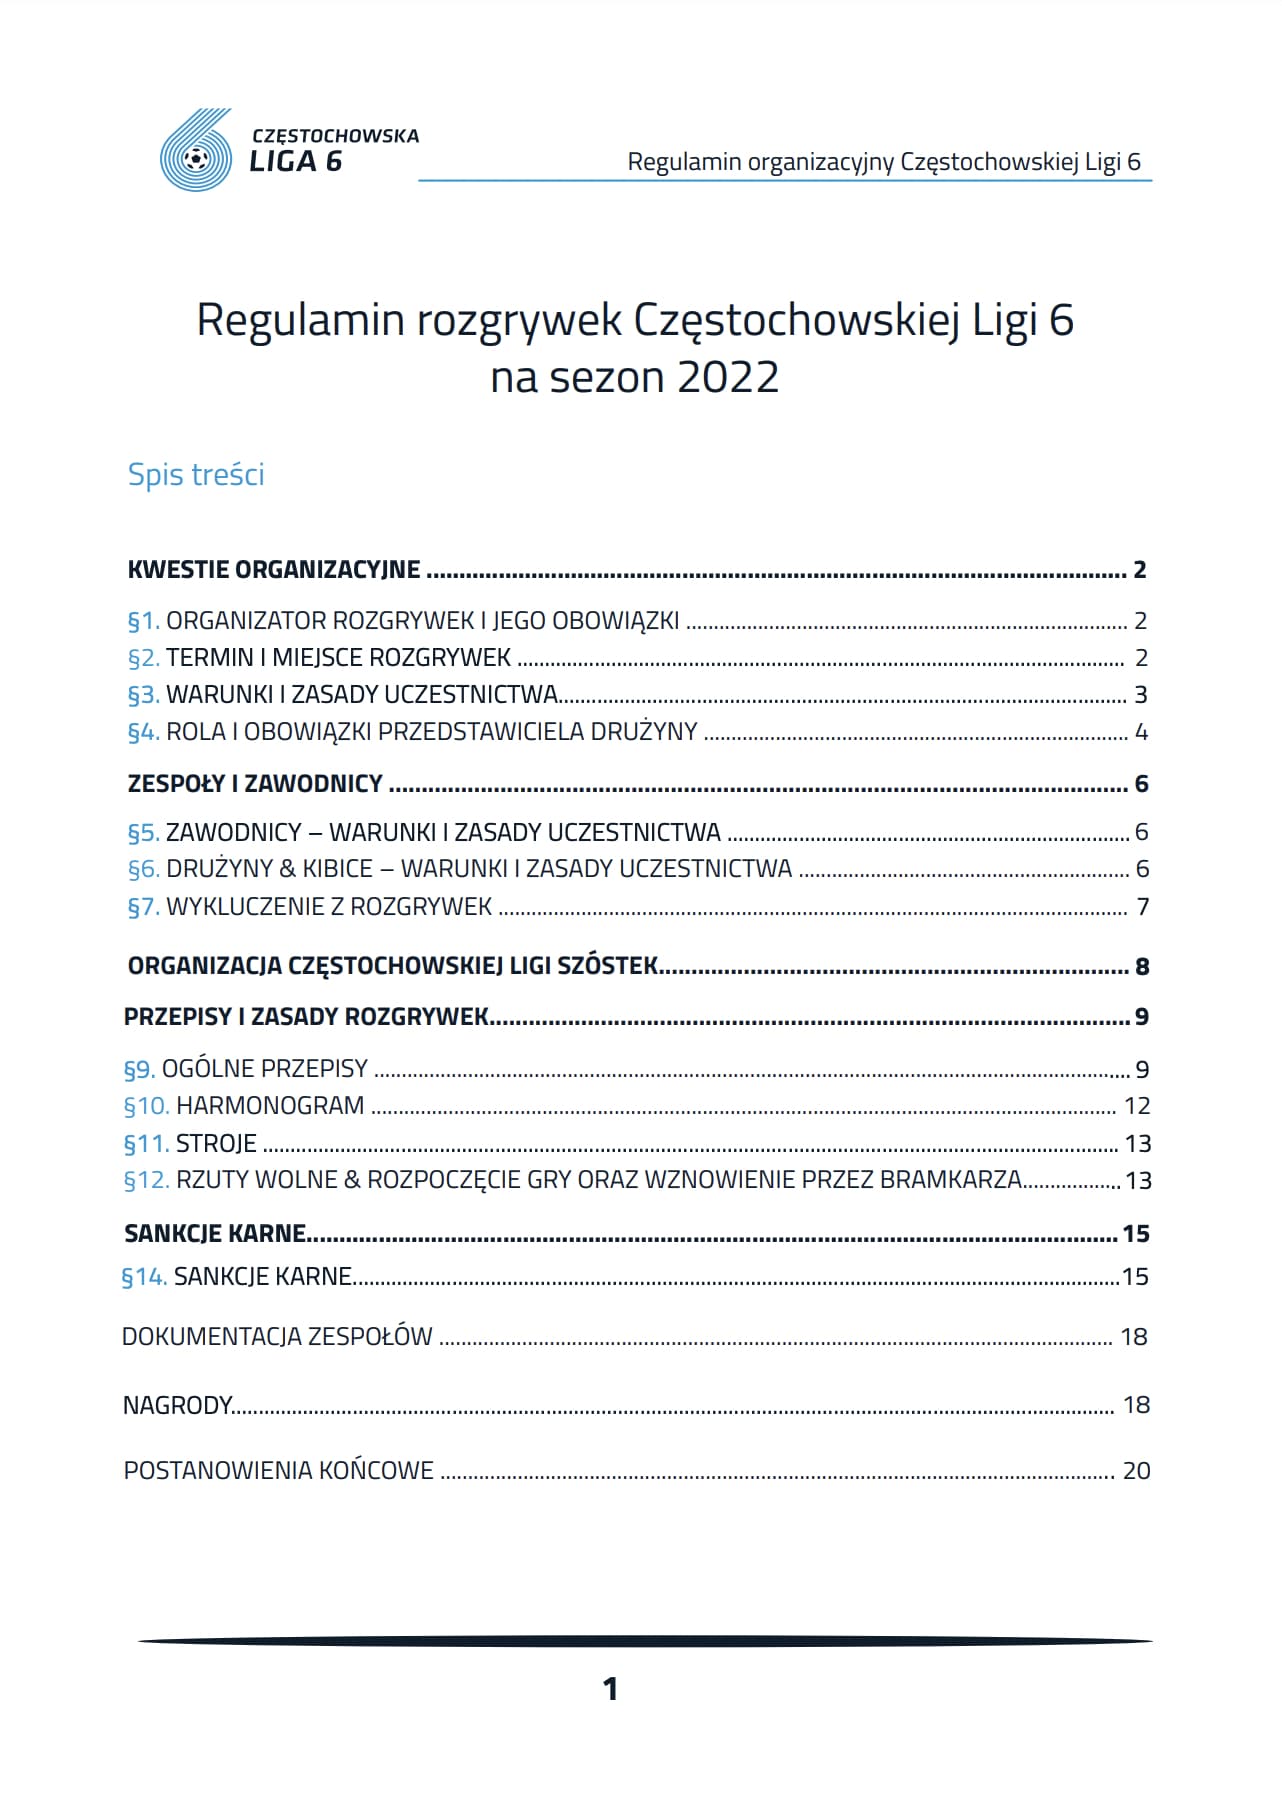 CZĘSTOCHOWSKA
LIGA 6
Regulamin organizacyjny Częstochowskiej Ligi 6
Regulamin rozgrywek Częstochowskiej Ligi 6
na sezon 2022
Spis treści
KWESTIE ORGANIZACYJNE ........................................ 2
§1. ORGANIZATOR ROZGRYWEK I JEGO OBOWIĄZKI ........................................ 2
§2. TERMIN I MIEJSCE ROZGRYWEK ........................................ 2
§3. WARUNKI I ZASADY UCZESTNICTWA........................................ 3
§4. ROLA I OBOWIĄZKI PRZEDSTAWICIELA DRUŻYNY ........................................ 4
ZESPOŁY I ZAWODNICY ........................................ 6
§5. ZAWODNICY – WARUNKI I ZASADY UCZESTNICTWA ........................................ 6
§6. DRUŻYNY & KIBICE – WARUNKI I ZASADY UCZESTNICTWA ........................................ 6
§7. WYKLUCZENIE Z ROZGRYWEK ........................................ 7
ORGANIZACJA CZĘSTOCHOWSKIEJ LIGI SZÓSTEK........................................ 8
PRZEPISY I ZASADY ROZGRYWEK........................................ 9
§9. OGÓLNE PRZEPISY ........................................ 9
§10. HARMONOGRAM ........................................ 12
§11. STROJE ........................................ 13
§12. RZUTY WOLNE & ROZPOCZĘCIE GRY ORAZ WZNOWIENIE PRZEZ BRAMKARZA.................. 13
SANKCJE KARNE........................................ 15
§14. SANKCJE KARNE........................................15
DOKUMENTACJA ZESPOŁÓW ........................................ 18
NAGRODY........................................ 18
POSTANOWIENIA KOŃCOWE ........................................ 20
1